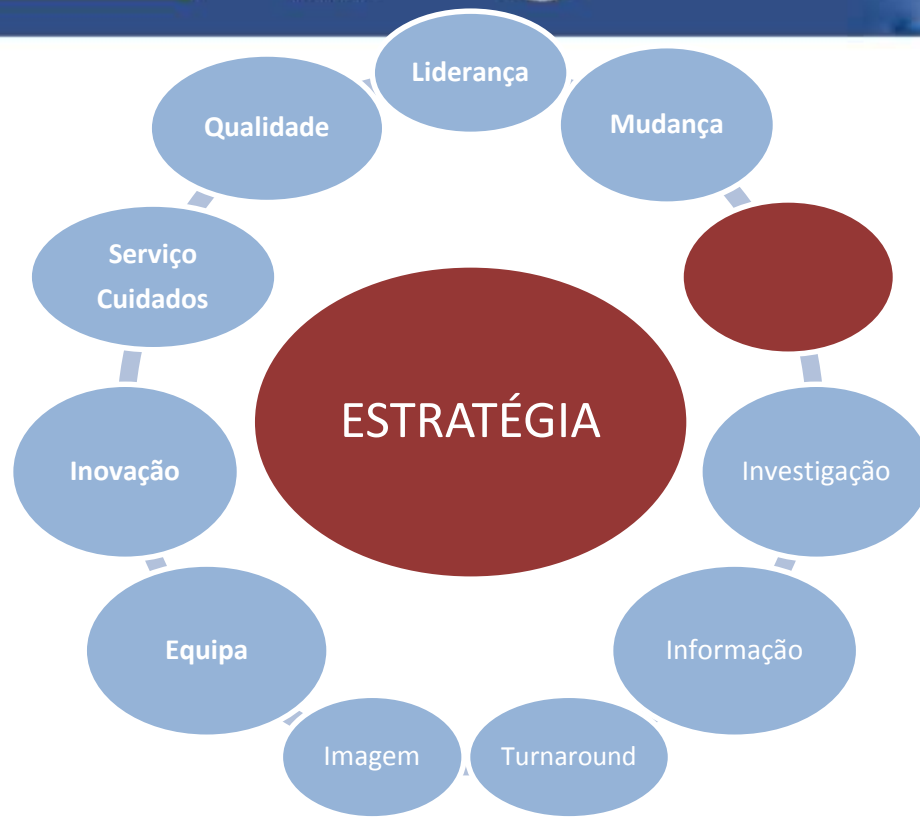 Liderança
Qualidade
Mudança
Serviço
Cuidados
ESTRATÉGIA
Inovação
Investigação
Equipa
Informação
Imagem
Turnaround